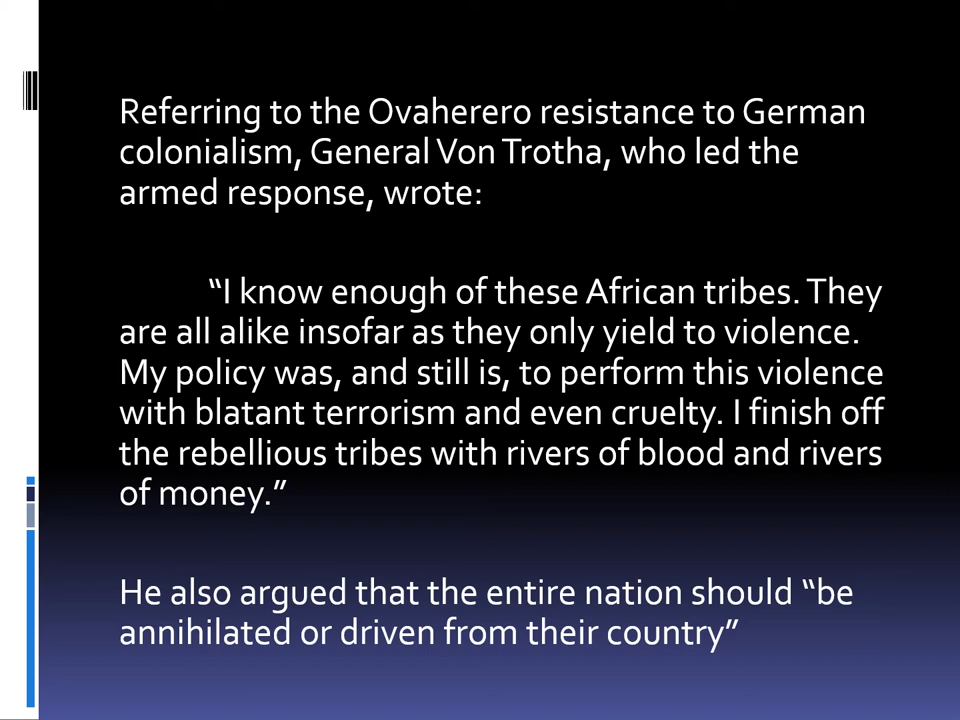 Referring to the Ovaherero resistance to German
colonialism, General Von Trotha, who led the
armed response, wrote:
“I know enough of these African tribes. They
are all alike insofar as they only yield to violence.
My policy was, and still is, to perform this violence
with blatant terrorism and even cruelty. I finish off
the rebellious tribes with rivers of blood and rivers
of money.”
He also argued that the entire nation should “be
annihilated or driven from their country”